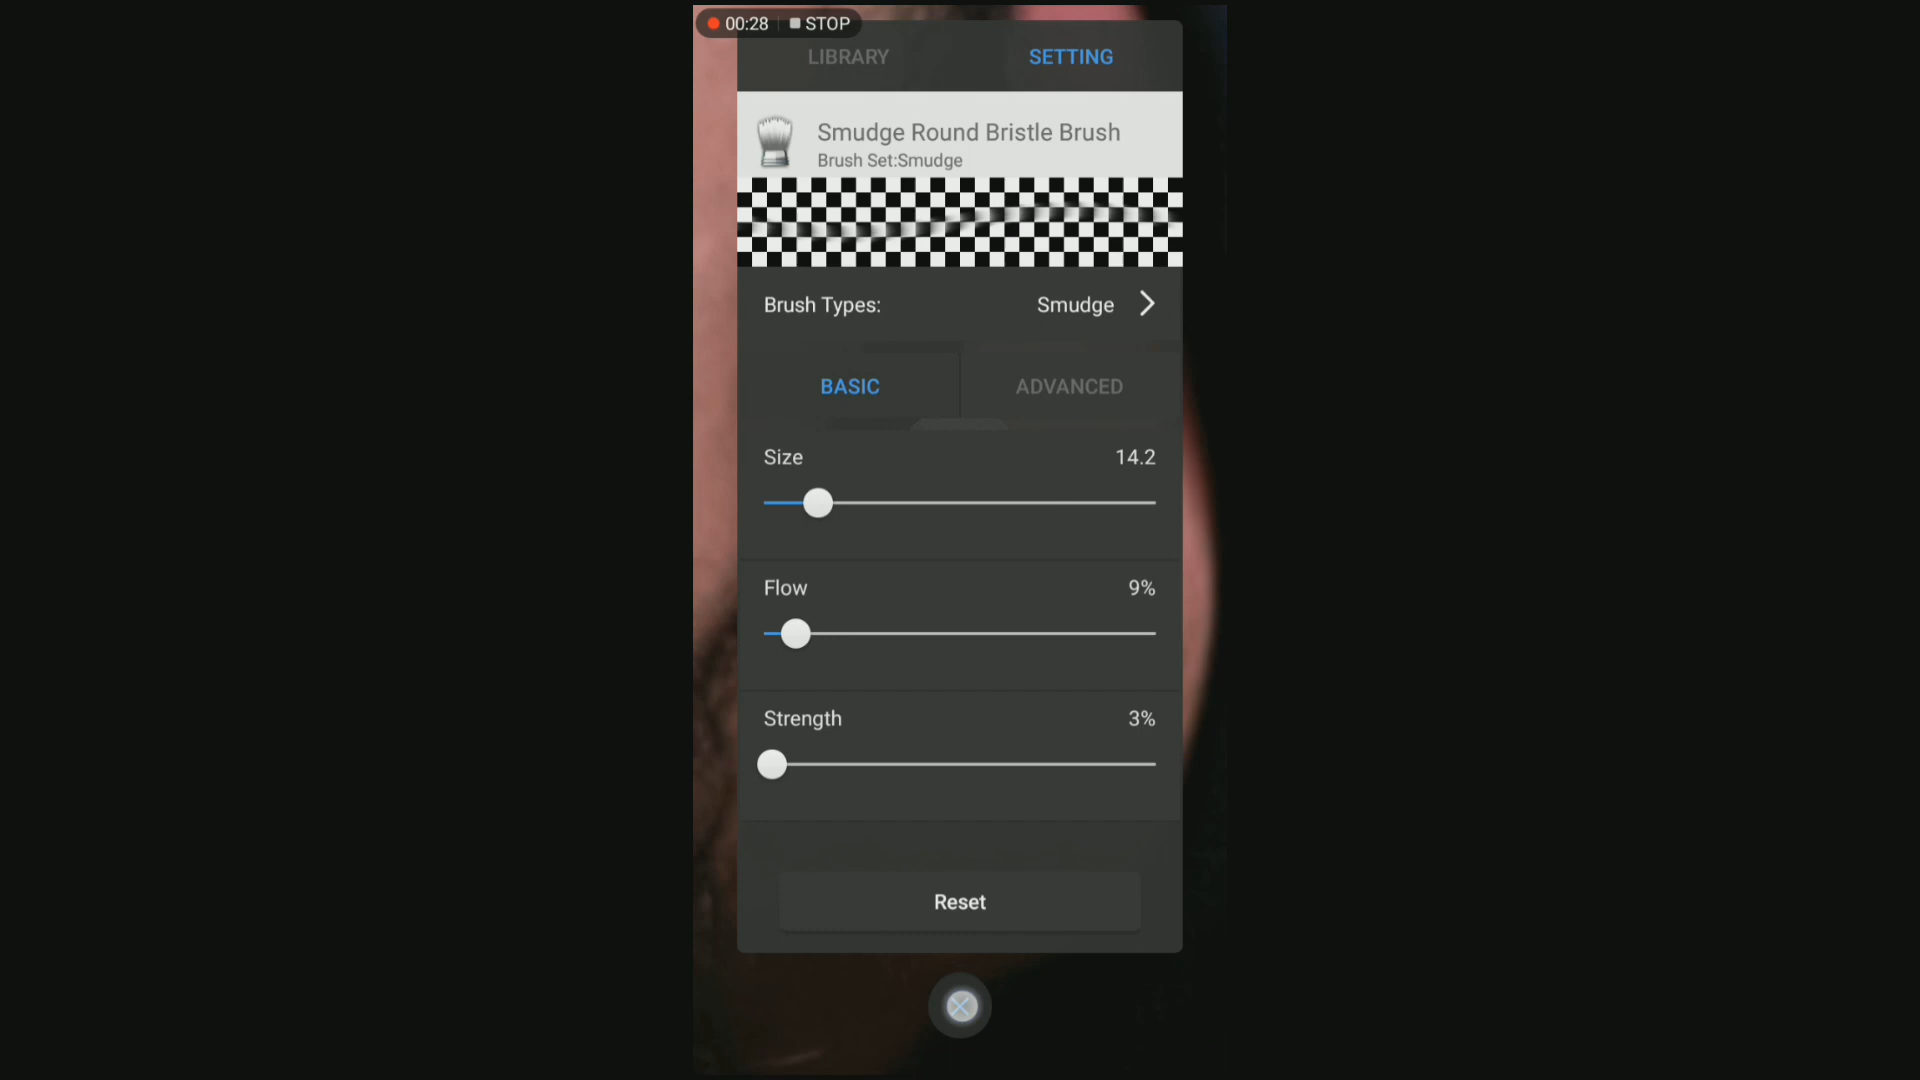 00:28 STOP
LIBRARY SETTING
Smudge Round Bristle Brush
Brush Set:Smudge
Brush Types: Smudge
BASIC ADVANCED
Size 14.2
Flow 9%
Strength 3%
Reset